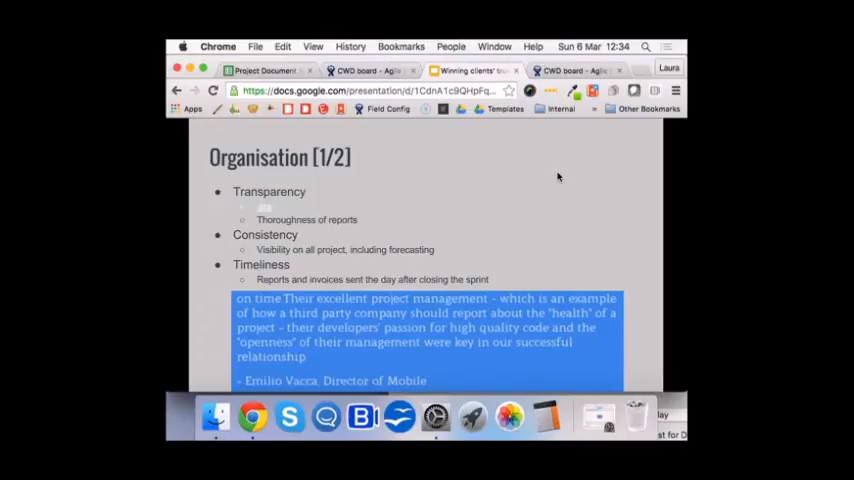 Chrome File Edit View History Bookmarks People Window Help Sun 6 Mar 12:34
Project Document CWD board - Agile Winning clients' tru CWD board - Agile Laura
https://docs.google.com/presentation/d/1CdnA1c9QHpFq...
Apps Field Config Templates Internal » Other Bookmarks
Organisation [1/2]
Transparency
Thoroughness of reports
Consistency
Visibility on all project, including forecasting
Timeliness
Reports and invoices sent the day after closing the sprint
on time.Their excellent project management - which is an example
of how a third party company should report about the "health" of a
project - their developers' passion for high quality code and the
"openness" of their management were key in our successful
relationship
- Emilio Vacca, Director of Mobile
lay
st for D